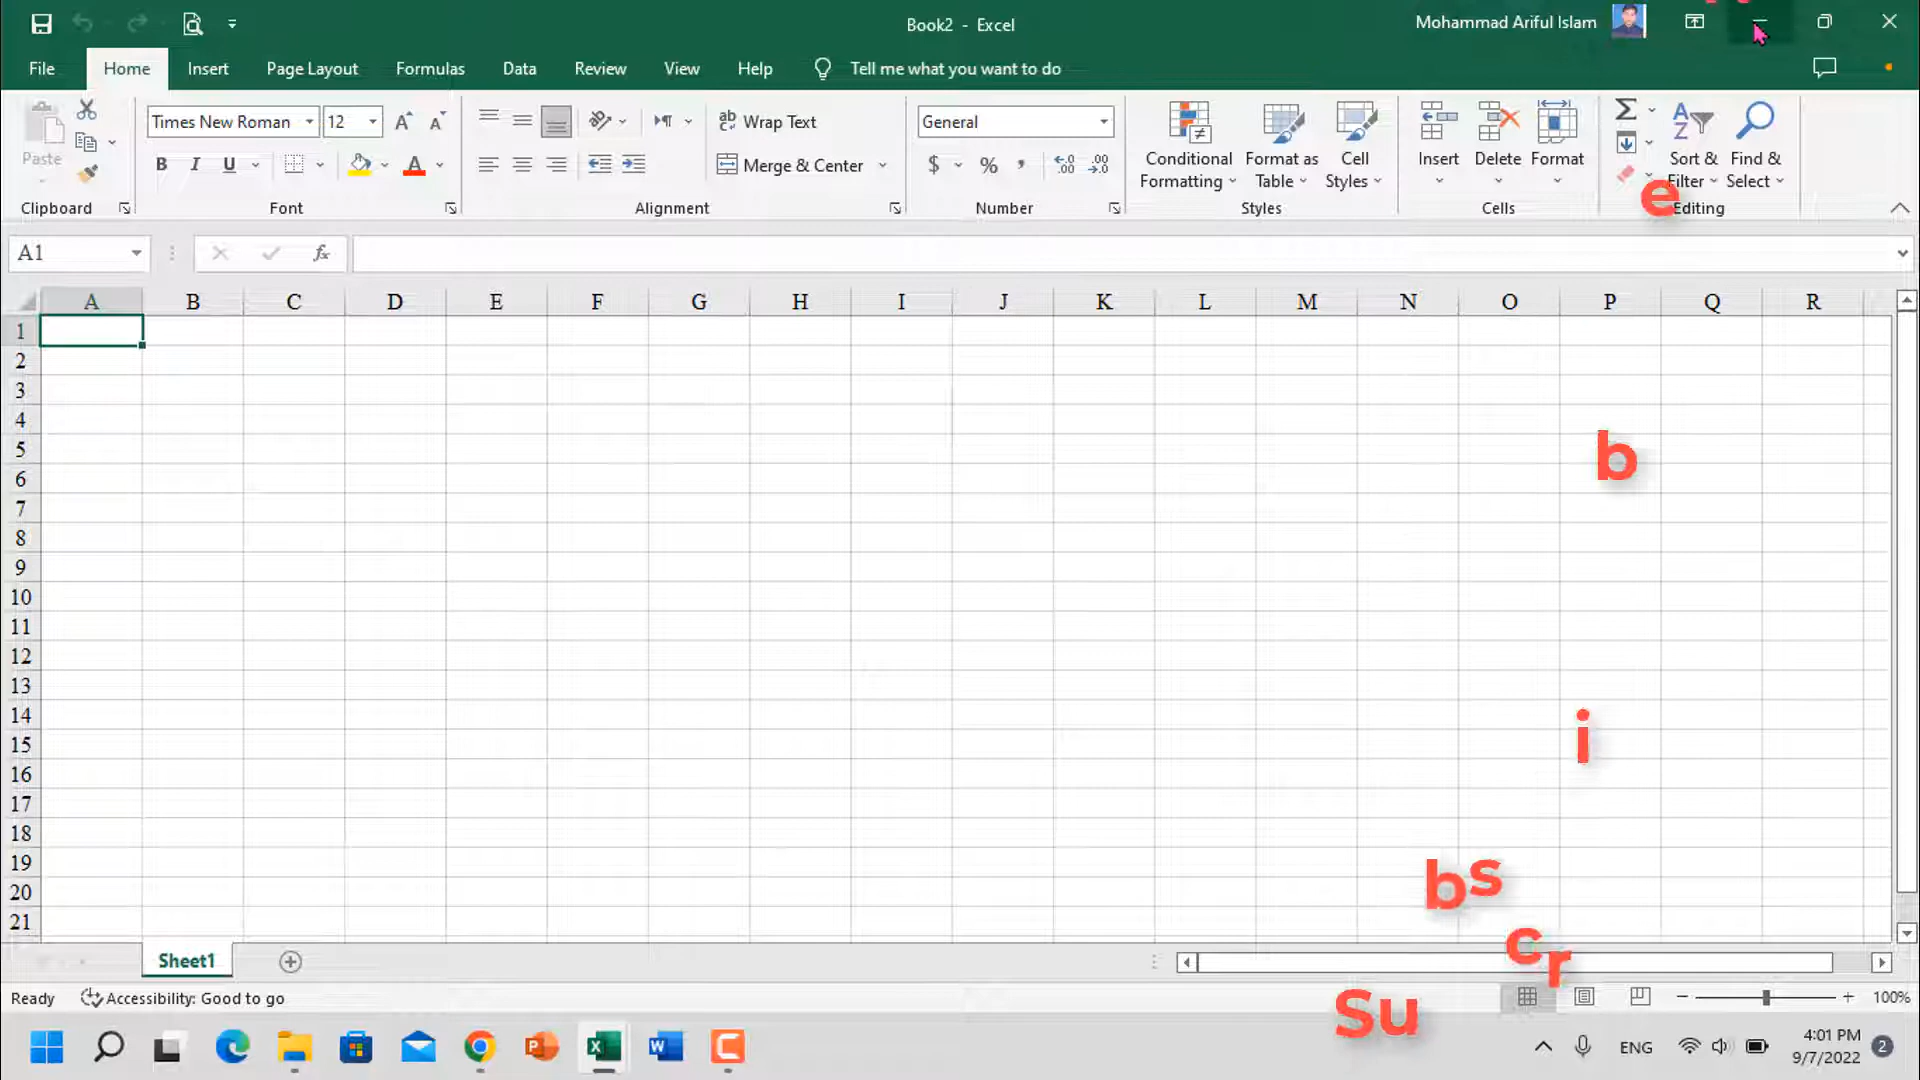 Book2 - Excel
Mohammad Ariful Islam
File Home Insert Page Layout Formulas Data Review View Help Tell me what you want to do
Paste
Clipboard
Times New Roman 12
B I U A
Font
Wrap Text
Merge & Center
Alignment
General
$ %
Number
Conditional Formatting
Format as Table
Cell Styles
Styles
Insert Delete Format
Cells
Sort & Filter
Find & Select
Editing
A1 fx
A B C D E F G H I J K L M N O P Q R
1
2
3
4
5
6
7
8
9
10
11
12
13
14
15
16
17
18
19
20
21
e
b
i
b s
c r
Su
Sheet1
Ready Accessibility: Good to go 100%
ENG
4:01 PM
9/7/2022
2